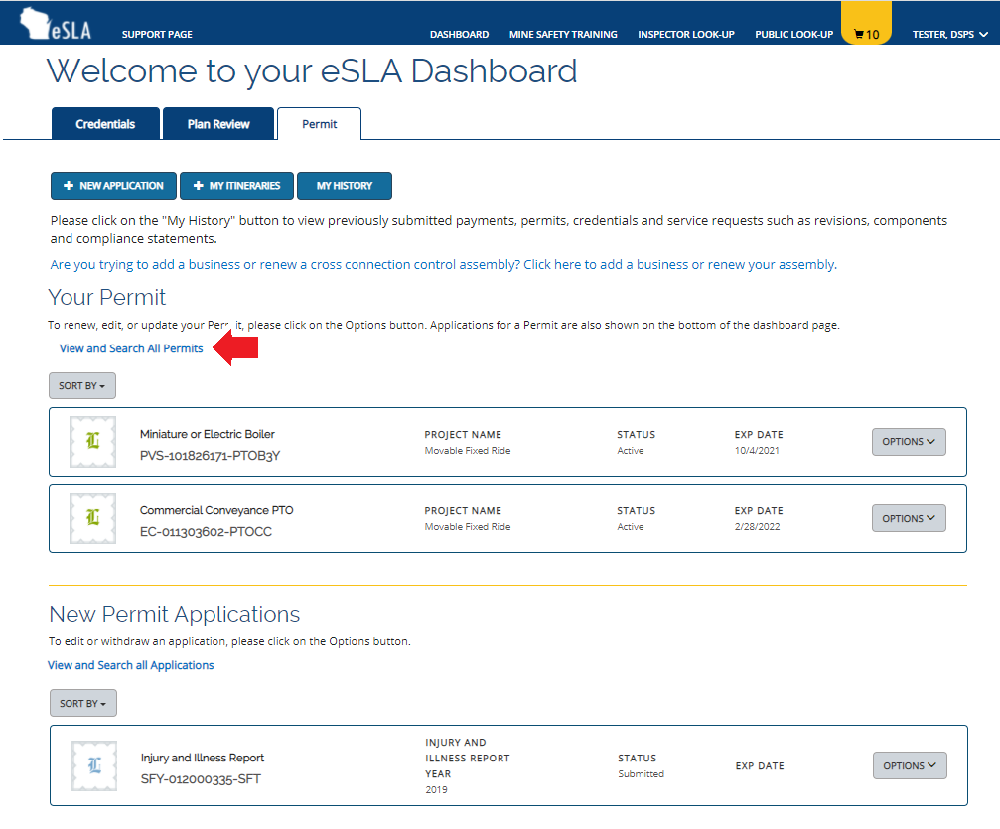 eSLA
SUPPORT PAGE
DASHBOARD
MINE SAFETY TRAINING
INSPECTOR LOOK-UP
PUBLIC LOOK-UP
10
TESTER, DSPS
Welcome to your eSLA Dashboard
Credentials
Plan Review
Permit
NEW APPLICATION
MY ITINERARIES
MY HISTORY
Please click on the "My History" button to view previously submitted payments, permits, credentials and service requests such as revisions, components
and compliance statements.
Are you trying to add a business or renew a cross connection control assembly? Click here to add a business or renew your assembly.
Your Permit
To renew, edit, or update your Per it, please click on the Options button. Applications for a Permit are also shown on the bottom of the dashboard page.
View and Search All Permits
SORT BY
L
Miniature or Electric Boiler
PVS-101826171-PTOB3Y
PROJECT NAME
Movable Fixed Ride
STATUS
Active
EXP DATE
10/4/2021
OPTIONS
L
Commercial Conveyance PTO
EC-011303602-PTOCC
PROJECT NAME
Movable Fixed Ride
STATUS
Active
EXP DATE
2/28/2022
OPTIONS
New Permit Applications
To edit or withdraw an application, please click on the Options button.
View and Search all Applications
SORT BY
L
Injury and Illness Report
SFY-012000335-SFT
INJURY AND
ILLNESS REPORT
YEAR
2019
STATUS
Submitted
EXP DATE
OPTIONS